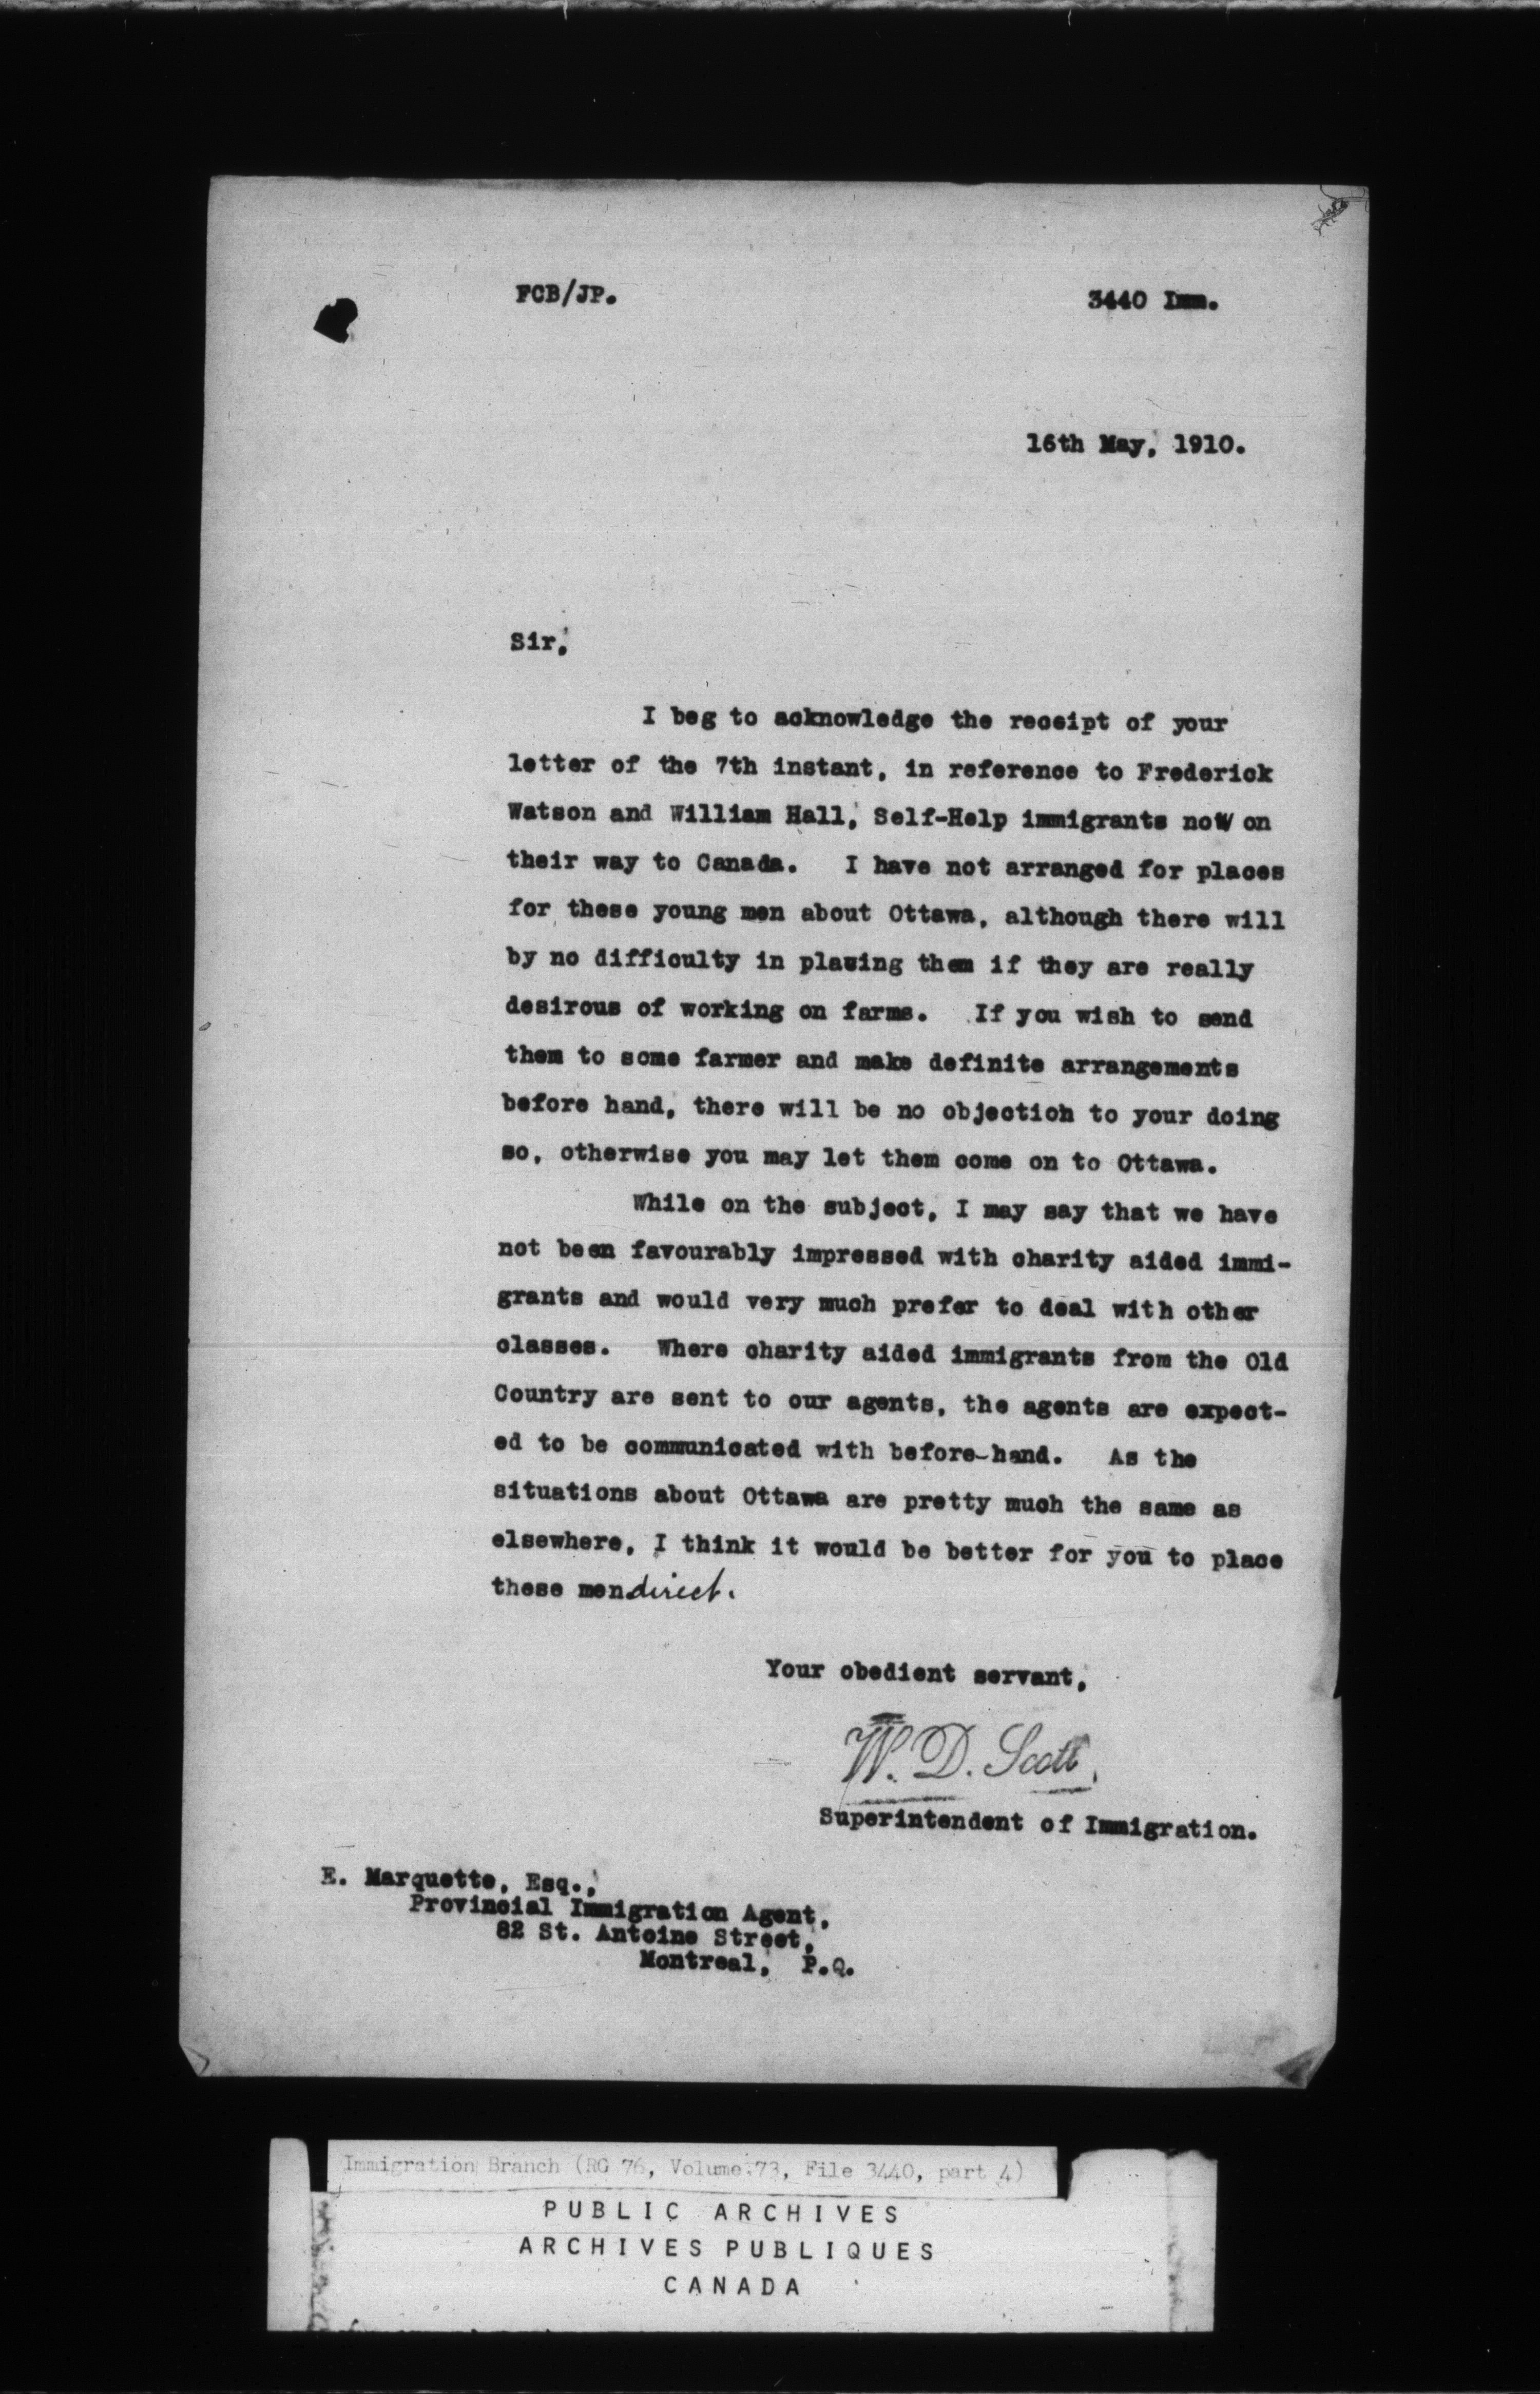 FCB/JP.
3440 Imm.
16th May, 1910.
Sir,
I beg to acknowledge the receipt of your
letter of the 7th instant, in reference to Frederick
Watson and William Hall, Self-Help immigrants now on
their way to Canada. I have not arranged for places
for these young men about Ottawa, although there will
by no difficulty in plaving them if they are really
desirous of working on farms. If you wish to send
them to some farmer and make definite arrangements
before hand, there will be no objection to your doing
so, otherwise you may let them come on to Ottawa.
While on the subject, I may say that we have
not been favourably impressed with charity aided immi-
grants and would very much prefer to deal with other
classes. Where charity aided immigrants from the Old
Country are sent to our agents, the agents are expect-
ed to be communicated with before-hand. As the
situations about Ottawa are pretty much the same as
elsewhere, I think it would be better for you to place
these men direct.
Your obedient servant,
W. D. Scott,
Superintendent of Immigration.
E. Marquette, Esq.,
Provincial Immigration Agent,
82 St. Antoine Street,
Montreal, P.Q.
Immigration Branch (RG 76, Volume 73, File 3440, part 4)
PUBLIC ARCHIVES
ARCHIVES PUBLIQUES
CANADA